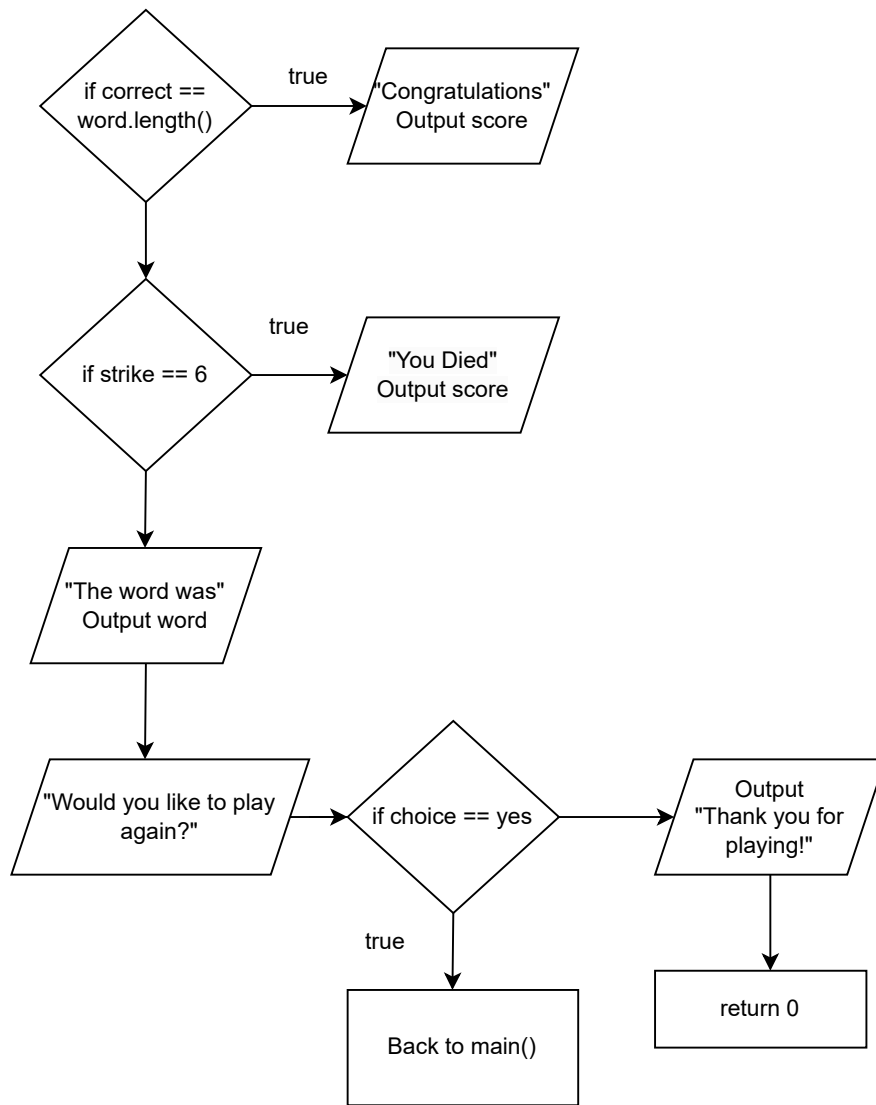 if correct ==
word.length()
true
"Congratulations"
Output score
if strike == 6
true
"You Died"
Output score
"The word was"
Output word
"Would you like to play
again?"
if choice == yes
Output
"Thank you for
playing!"
true
Back to main()
return 0